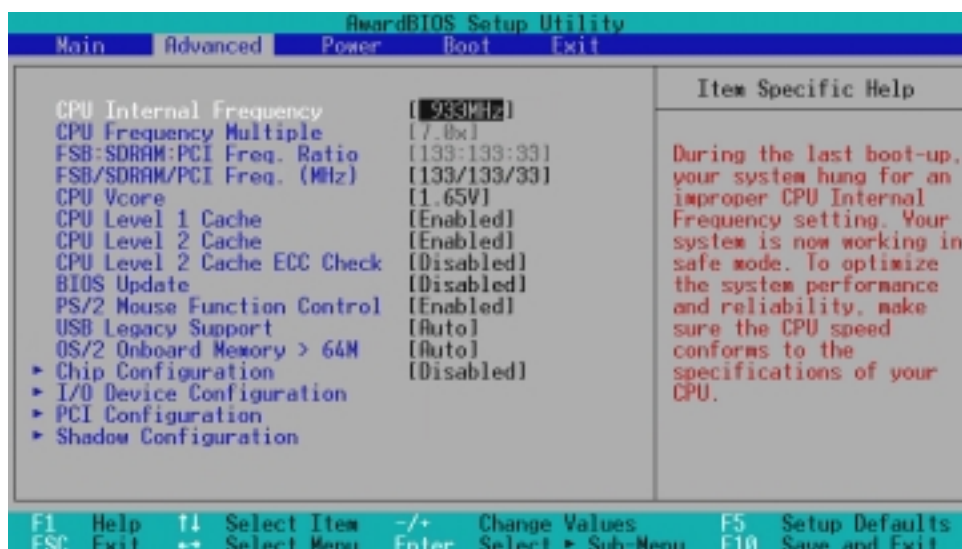 AwardBIOS Setup Utility
Main Advanced Power Boot Exit
Item Specific Help
CPU Internal Frequency [ 933MHz]
CPU Frequency Multiple [7.0x]
FSB:SDRAM:PCI Freq. Ratio [133:133:33]
FSB/SDRAM/PCI Freq. (MHz) [133/133/33]
CPU Vcore [1.65V]
CPU Level 1 Cache [Enabled]
CPU Level 2 Cache [Enabled]
CPU Level 2 Cache ECC Check [Disabled]
BIOS Update [Disabled]
PS/2 Mouse Function Control [Enabled]
USB Legacy Support [Auto]
OS/2 Onboard Memory > 64M [Auto]
► Chip Configuration [Disabled]
► I/O Device Configuration
► PCI Configuration
► Shadow Configuration
During the last boot-up,
your system hung for an
improper CPU Internal
Frequency setting. Your
system is now working in
safe mode. To optimize
the system performance
and reliability, make
sure the CPU speed
conforms to the
specifications of your
CPU.
F1 Help ↑↓ Select Item -/+ Change Values F5 Setup Defaults
ESC Exit ↔ Select Menu Enter Select ► Sub-Menu F10 Save and Exit